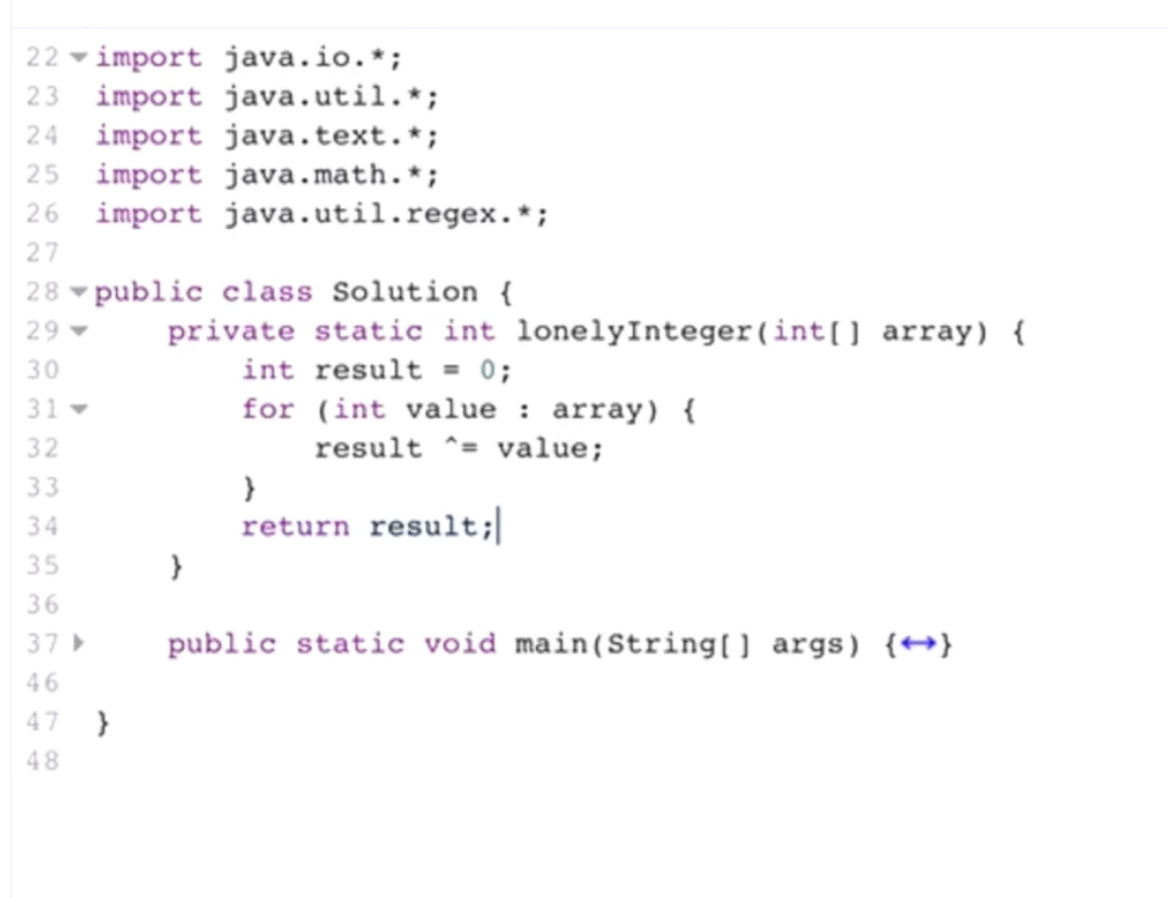 22 import java.io.*;
23 import java.util.*;
24 import java.text.*;
25 import java.math.*;
26 import java.util.regex.*;
27
28 public class Solution {
29     private static int lonelyInteger(int[] array) {
30         int result = 0;
31         for (int value : array) {
32             result ^= value;
33         }
34         return result;
35     }
36
37     public static void main(String[] args) {↔}
46
47 }
48